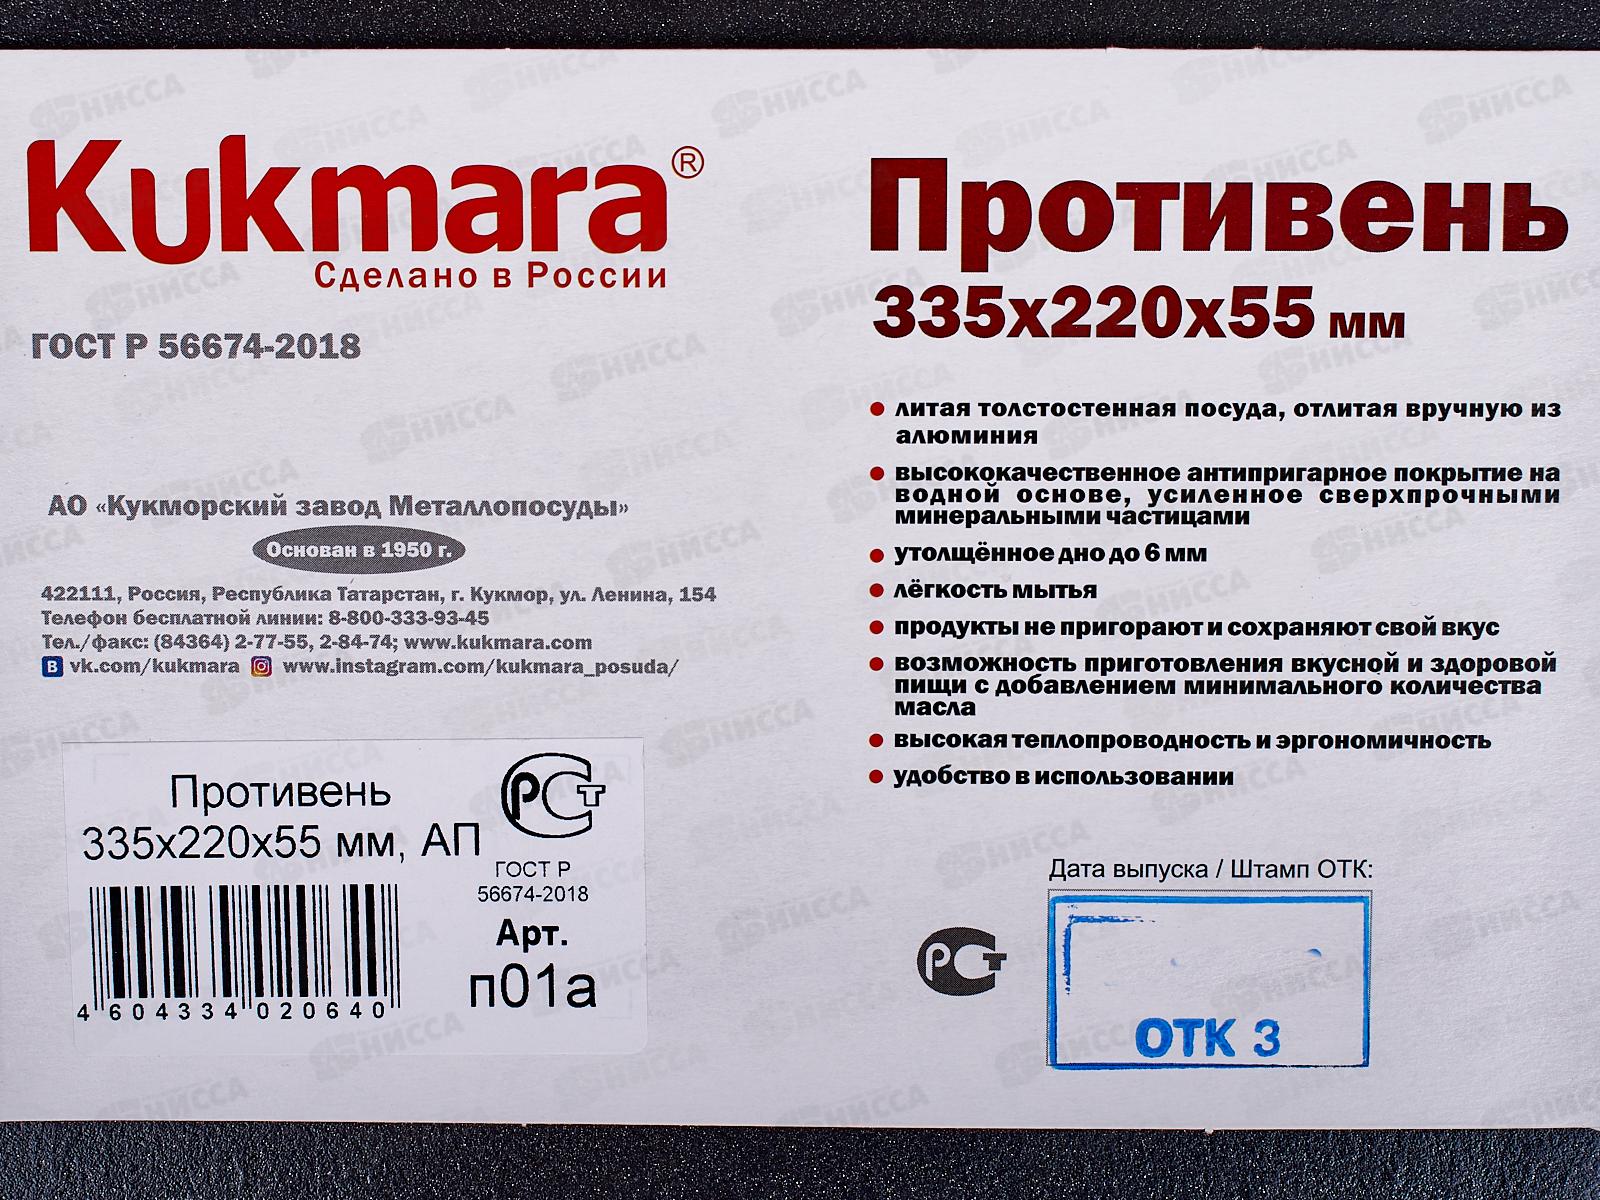 Kukmara®
Сделано в России
ГОСТ Р 56674-2018
АО «Кукморский завод Металлопосуды»
Основан в 1950 г.
422111, Россия, Республика Татарстан, г. Кукмор, ул. Ленина, 154
Телефон бесплатной линии: 8-800-333-93-45
Тел./факс: (84364) 2-77-55, 2-84-74; www.kukmara.com
vk.com/kukmara www.instagram.com/kukmara_posuda/
Противень
335х220х55 мм, АП
РСТ
ГОСТ Р
56674-2018
Арт.
п01а
4 604334 020640
Противень
335х220х55 мм
• литая толстостенная посуда, отлитая вручную из
алюминия
• высококачественное антипригарное покрытие на
водной основе, усиленное сверхпрочными
минеральными частицами
• утолщённое дно до 6 мм
• лёгкость мытья
• продукты не пригорают и сохраняют свой вкус
• возможность приготовления вкусной и здоровой
пищи с добавлением минимального количества
масла
• высокая теплопроводность и эргономичность
• удобство в использовании
Дата выпуска / Штамп ОТК:
РСТ
ОТК 3
НИССА